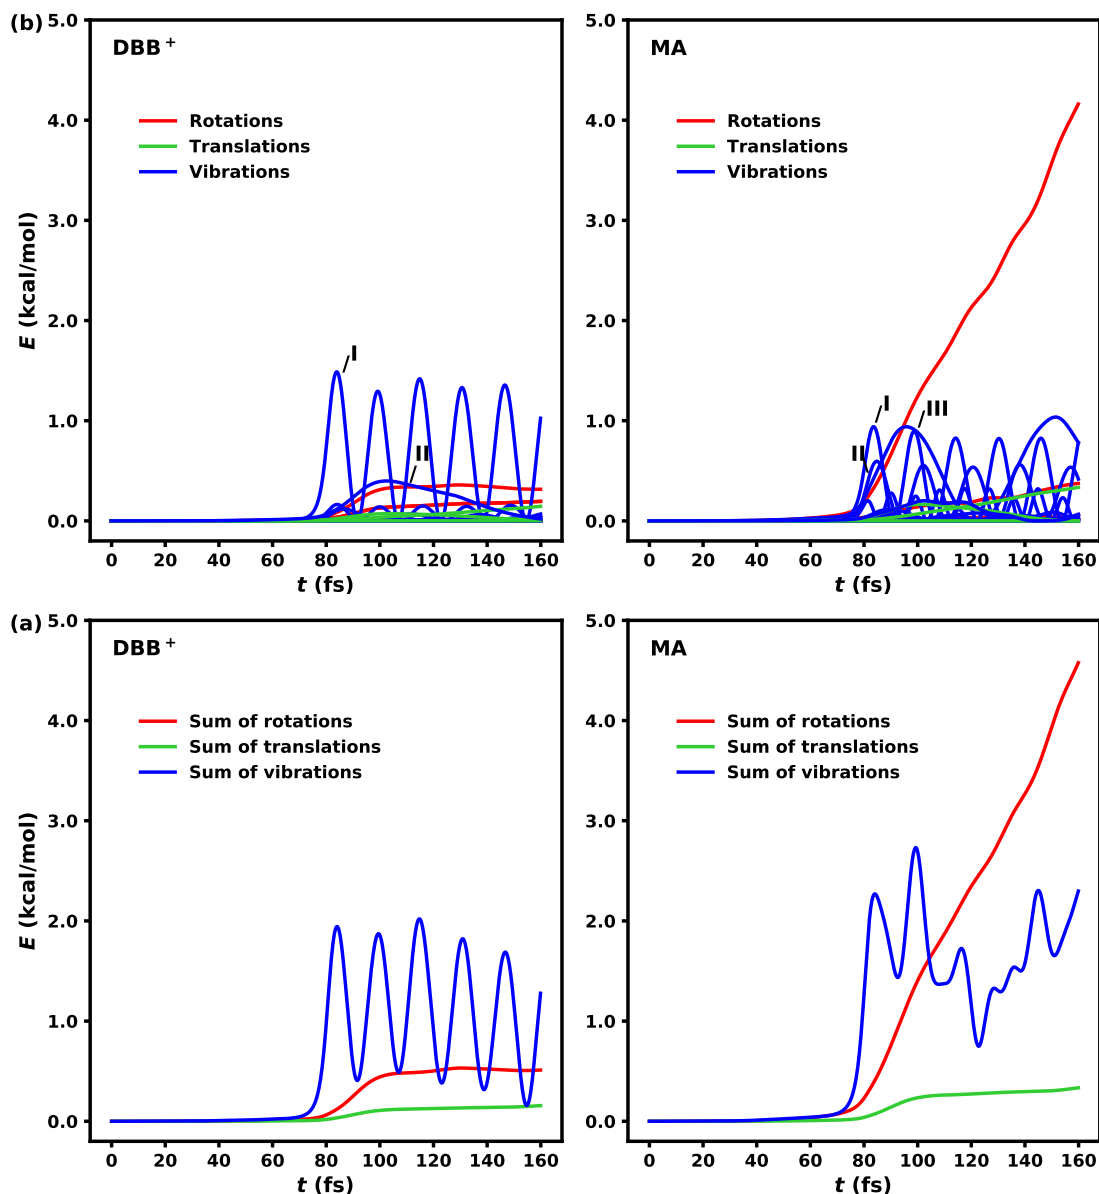 (b)
DBB+
Rotations
Translations
Vibrations
I
II
E (kcal/mol)
5.0
4.0
3.0
2.0
1.0
0.0
0 20 40 60 80 100 120 140 160
t (fs)
MA
Rotations
Translations
Vibrations
I
II
III
5.0
4.0
3.0
2.0
1.0
0.0
0 20 40 60 80 100 120 140 160
t (fs)
(a)
DBB+
Sum of rotations
Sum of translations
Sum of vibrations
E (kcal/mol)
5.0
4.0
3.0
2.0
1.0
0.0
0 20 40 60 80 100 120 140 160
t (fs)
MA
Sum of rotations
Sum of translations
Sum of vibrations
5.0
4.0
3.0
2.0
1.0
0.0
0 20 40 60 80 100 120 140 160
t (fs)